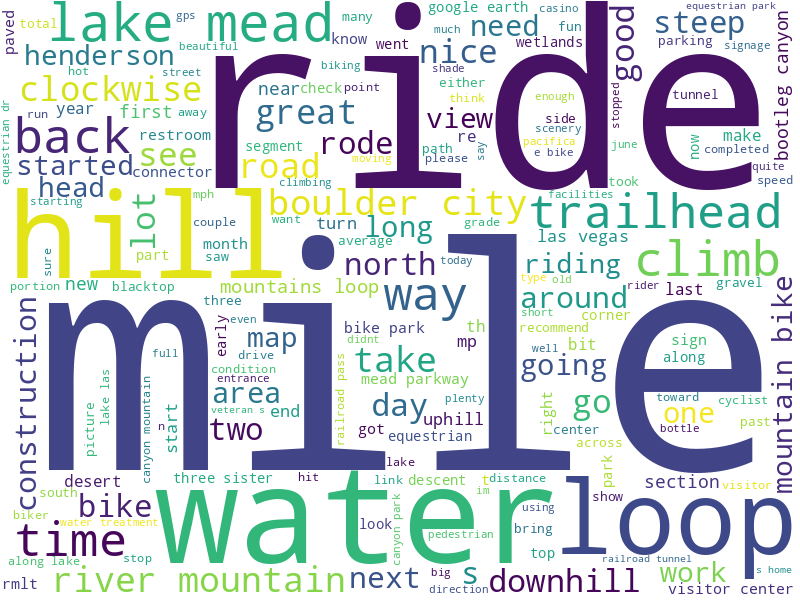 total
gps
many
google earth
casino
equestrian park
paved
lake mead
know
went
much
need
fun
good
steep
beautiful
nice
wetlands
parking
signage
henderson
hot
street
biking
shade
either
open
clockwise
near
check
point
think
enough
stopped
tunnel
bootleg canyon
ride
year
first
away
great
view
side
scenery
run
back
restroom
segment
rode
re
path
please
say
pacifica
e bike
june
now
make
completed
equestrian dr
started
see
connector
road
moving
quite
head
mph
climbing
took
speed
starting
hill
lot
couple
want
boulder city
facilities
trailhead
turn
long
grade
las vegas
month
saw
average
north
today
riding
climb
sure
part
portion
new
blacktop
mountains loop
way
type
old
around
rider
last
gravel
three
even
bike park
th
short
corner
construction
early
map
didnt
mp
recommend
sign
mountain bike
mile
full
drive
take
well
bit
along
condition
going
picture
lake las
canyon mountain
entrance
area
railroad pass
mead parkway
toward
cyclist
veteran s
day
plenty
go
one
past
n
start
two
end
got
uphill
right
center
bottle
equestrian
across
lake
desert
three sister
hit
link
descent
t
distance
park
section
visitor
south
im
biker
bike
water
loop
show
water treatment
look
canyon park
using
bring
time
pedestrian
top
along lake
stop
railroad tunnel
rmlt
river mountain
next
big
s
downhill
work
s home
direction
visitor center